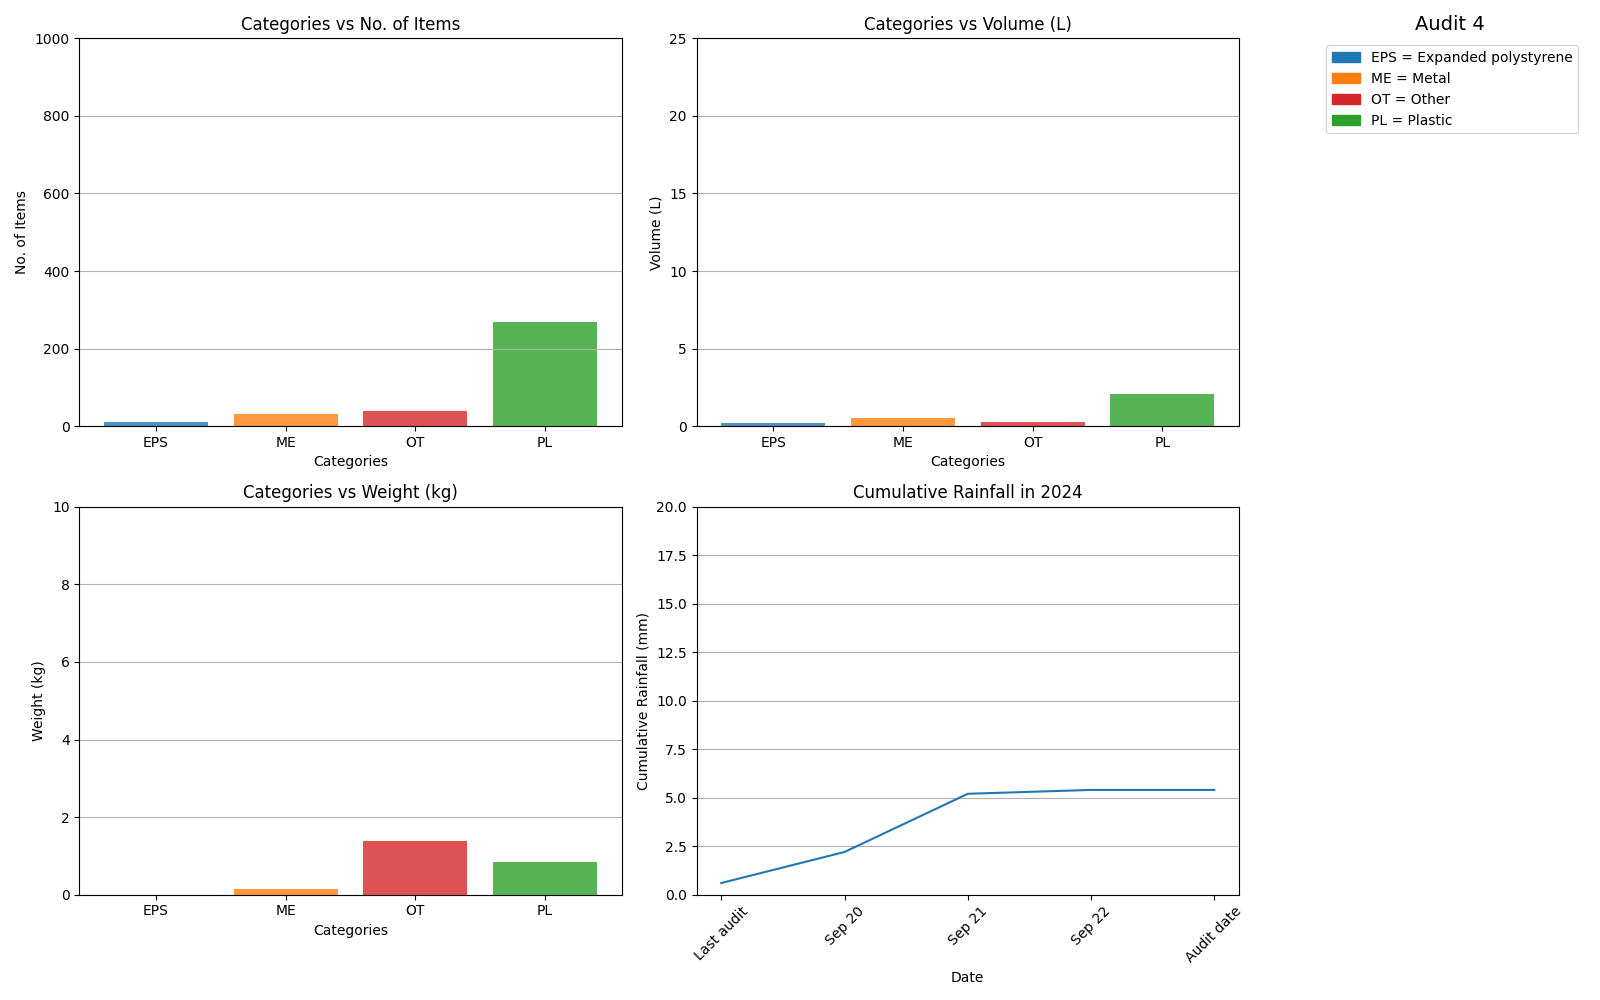 Categories vs No. of Items
1000
800
600
400
200
0
No. of Items
EPS ME OT PL
Categories
Categories vs Volume (L)
25
20
15
10
5
0
Volume (L)
EPS ME OT PL
Categories
Audit 4
EPS = Expanded polystyrene
ME = Metal
OT = Other
PL = Plastic
Categories vs Weight (kg)
10
8
6
4
2
0
Weight (kg)
EPS ME OT PL
Categories
Cumulative Rainfall in 2024
20.0
17.5
15.0
12.5
10.0
7.5
5.0
2.5
0.0
Cumulative Rainfall (mm)
Last audit Sep 20 Sep 21 Sep 22 Audit date
Date